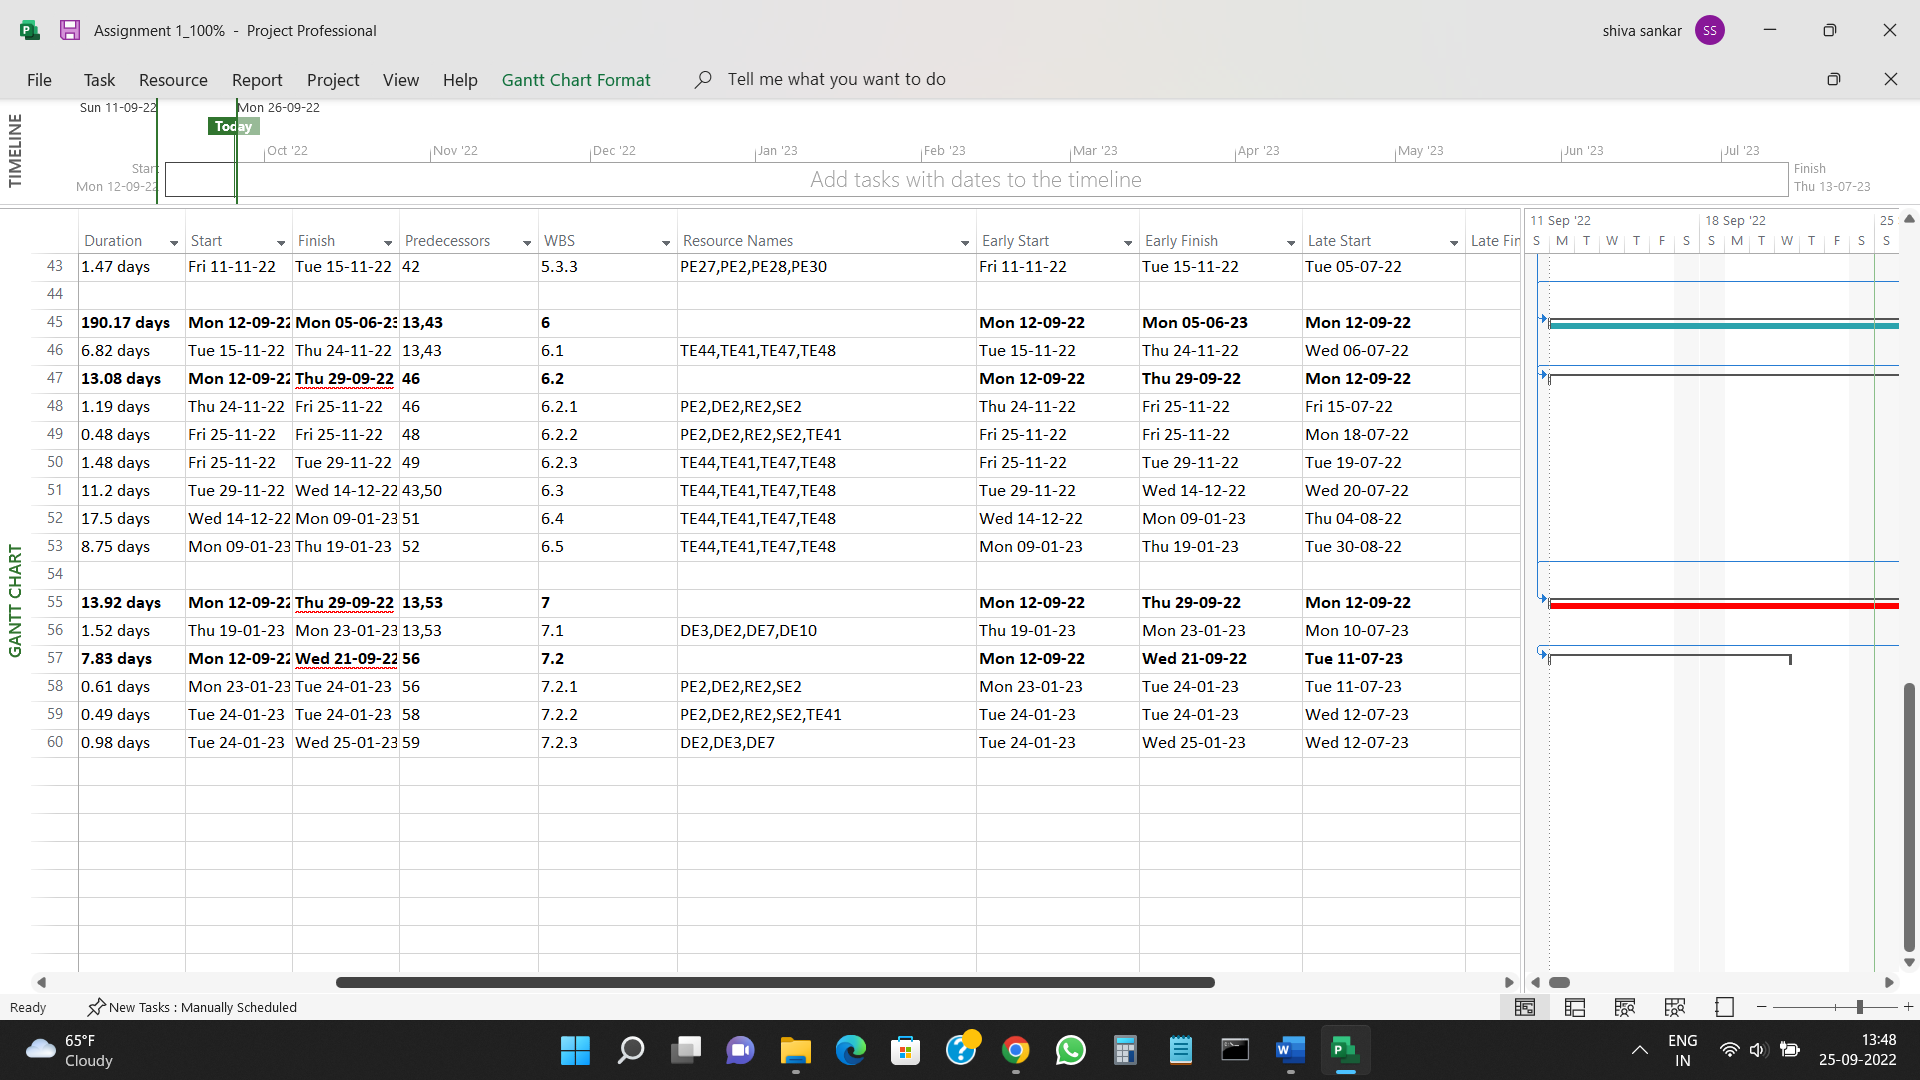 Assignment 1_100% - Project Professional
shiva sankar SS
File Task Resource Report Project View Help Gantt Chart Format Tell me what you want to do
TIMELINE
Sun 11-09-22 Mon 26-09-22
Today
Oct '22 Nov '22 Dec '22 Jan '23 Feb '23 Mar '23 Apr '23 May '23 Jun '23 Jul '23
Start
Mon 12-09-22
Add tasks with dates to the timeline
Finish
Thu 13-07-23
11 Sep '22 18 Sep '22 25
Duration Start Finish Predecessors WBS Resource Names Early Start Early Finish Late Start Late Fin S M T W T F S S M T W T F S S
43 1.47 days Fri 11-11-22 Tue 15-11-22 42 5.3.3 PE27,PE2,PE28,PE30 Fri 11-11-22 Tue 15-11-22 Tue 05-07-22
44
45 190.17 days Mon 12-09-22 Mon 05-06-23 13,43 6 Mon 12-09-22 Mon 05-06-23 Mon 12-09-22
46 6.82 days Tue 15-11-22 Thu 24-11-22 13,43 6.1 TE44,TE41,TE47,TE48 Tue 15-11-22 Thu 24-11-22 Wed 06-07-22
47 13.08 days Mon 12-09-22 Thu 29-09-22 46 6.2 Mon 12-09-22 Thu 29-09-22 Mon 12-09-22
48 1.19 days Thu 24-11-22 Fri 25-11-22 46 6.2.1 PE2,DE2,RE2,SE2 Thu 24-11-22 Fri 25-11-22 Fri 15-07-22
49 0.48 days Fri 25-11-22 Fri 25-11-22 48 6.2.2 PE2,DE2,RE2,SE2,TE41 Fri 25-11-22 Fri 25-11-22 Mon 18-07-22
50 1.48 days Fri 25-11-22 Tue 29-11-22 49 6.2.3 TE44,TE41,TE47,TE48 Fri 25-11-22 Tue 29-11-22 Tue 19-07-22
51 11.2 days Tue 29-11-22 Wed 14-12-22 43,50 6.3 TE44,TE41,TE47,TE48 Tue 29-11-22 Wed 14-12-22 Wed 20-07-22
52 17.5 days Wed 14-12-22 Mon 09-01-23 51 6.4 TE44,TE41,TE47,TE48 Wed 14-12-22 Mon 09-01-23 Thu 04-08-22
53 8.75 days Mon 09-01-23 Thu 19-01-23 52 6.5 TE44,TE41,TE47,TE48 Mon 09-01-23 Thu 19-01-23 Tue 30-08-22
54
55 13.92 days Mon 12-09-22 Thu 29-09-22 13,53 7 Mon 12-09-22 Thu 29-09-22 Mon 12-09-22
56 1.52 days Thu 19-01-23 Mon 23-01-23 13,53 7.1 DE3,DE2,DE7,DE10 Thu 19-01-23 Mon 23-01-23 Mon 10-07-23
57 7.83 days Mon 12-09-22 Wed 21-09-22 56 7.2 Mon 12-09-22 Wed 21-09-22 Tue 11-07-23
58 0.61 days Mon 23-01-23 Tue 24-01-23 56 7.2.1 PE2,DE2,RE2,SE2 Mon 23-01-23 Tue 24-01-23 Tue 11-07-23
59 0.49 days Tue 24-01-23 Tue 24-01-23 58 7.2.2 PE2,DE2,RE2,SE2,TE41 Tue 24-01-23 Tue 24-01-23 Wed 12-07-23
60 0.98 days Tue 24-01-23 Wed 25-01-23 59 7.2.3 DE2,DE3,DE7 Tue 24-01-23 Wed 25-01-23 Wed 12-07-23
GANTT CHART
Ready New Tasks : Manually Scheduled
65°F
Cloudy
ENG
IN
13:48
25-09-2022